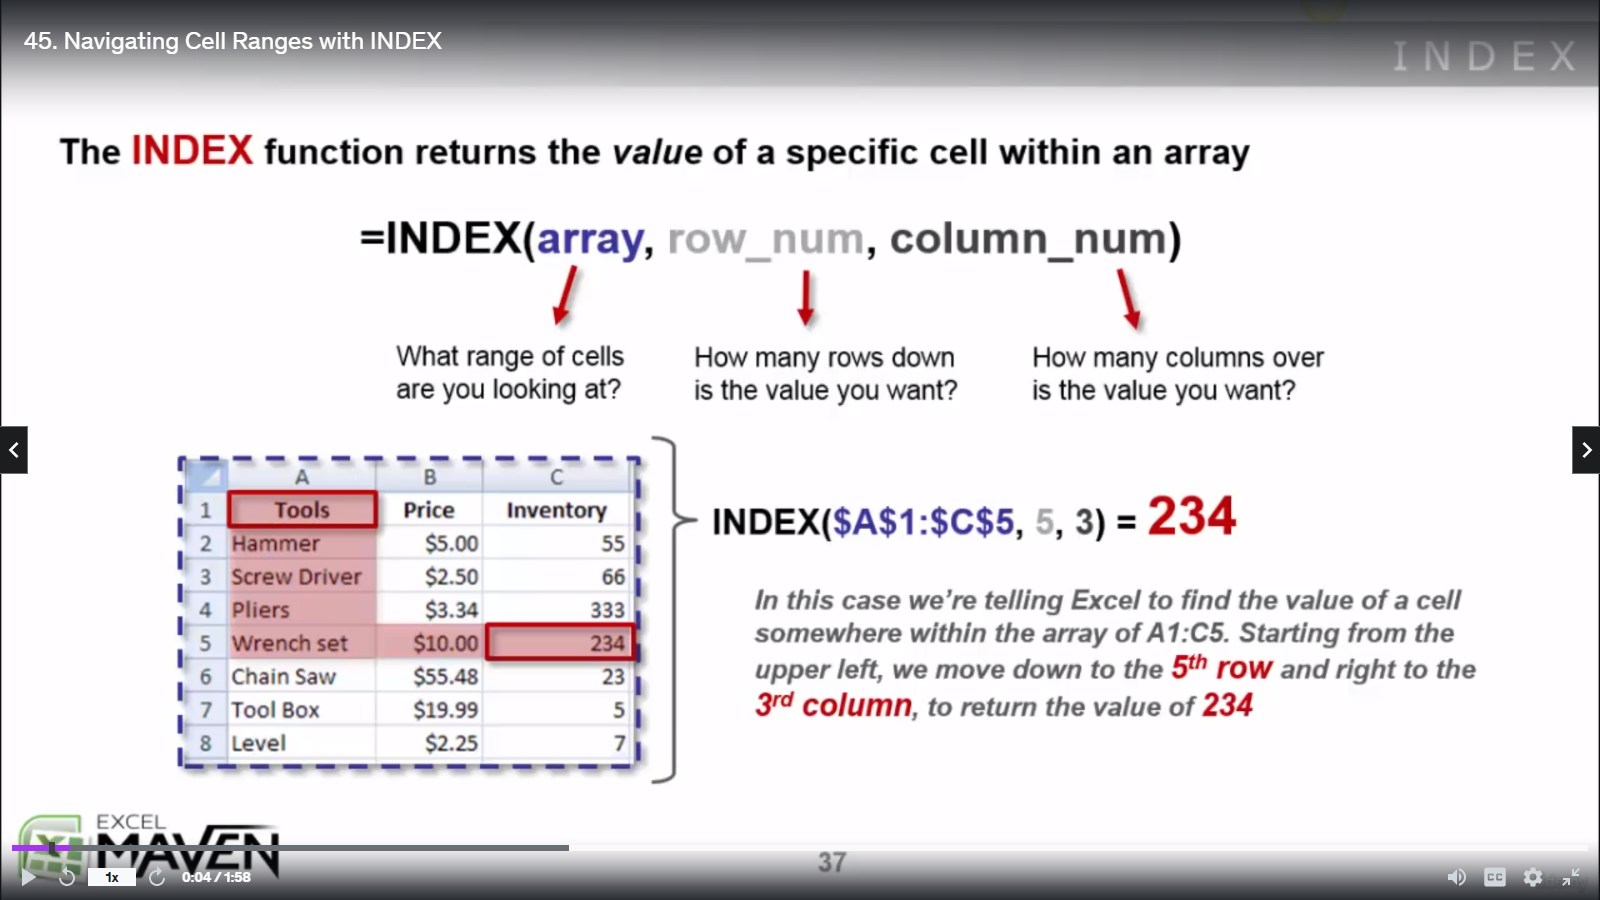 45. Navigating Cell Ranges with INDEX
INDEX
The INDEX function returns the value of a specific cell within an array
=INDEX(array, row_num, column_num)
What range of cells
are you looking at?
How many rows down
is the value you want?
How many columns over
is the value you want?
A B C
1 Tools Price Inventory
2 Hammer $5.00 55
3 Screw Driver $2.50 66
4 Pliers $3.34 333
5 Wrench set $10.00 234
6 Chain Saw $55.48 23
7 Tool Box $19.99 5
8 Level $2.25 7
INDEX($A$1:$C$5, 5, 3) = 234
In this case we're telling Excel to find the value of a cell
somewhere within the array of A1:C5. Starting from the
upper left, we move down to the 5th row and right to the
3rd column, to return the value of 234
EXCEL
MAVEN
37
1x
0:04 / 1:58
CC